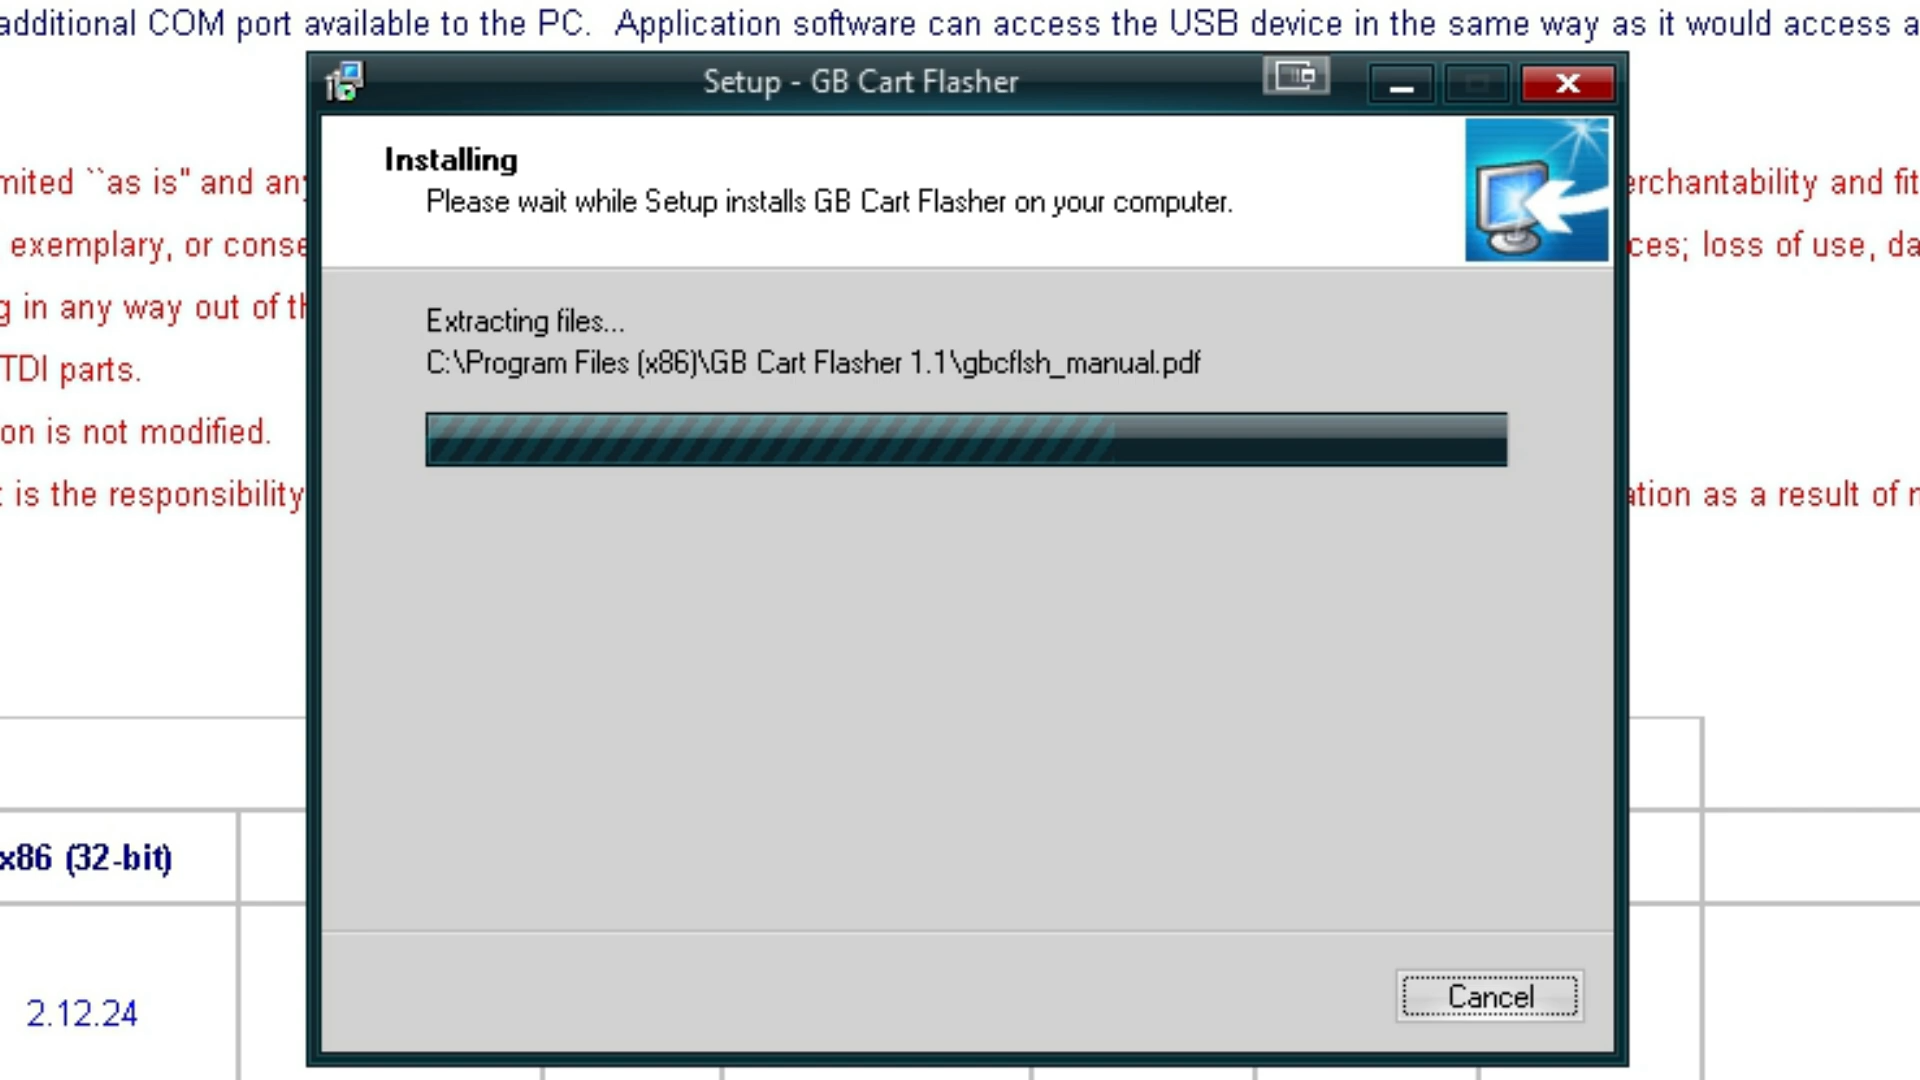 additional COM port available to the PC. Application software can access the USB device in the same way as it would access a
Setup - GB Cart Flasher
Installing
Please wait while Setup installs GB Cart Flasher on your computer.
mited ``as is" and any
erchantability and fit
exemplary, or conse
ces; loss of use, da
g in any way out of th
Extracting files...
C:\Program Files (x86)\GB Cart Flasher 1.1\gbcflsh_manual.pdf
TDI parts.
on is not modified.
t is the responsibility
ation as a result of
x86 (32-bit)
2.12.24
Cancel